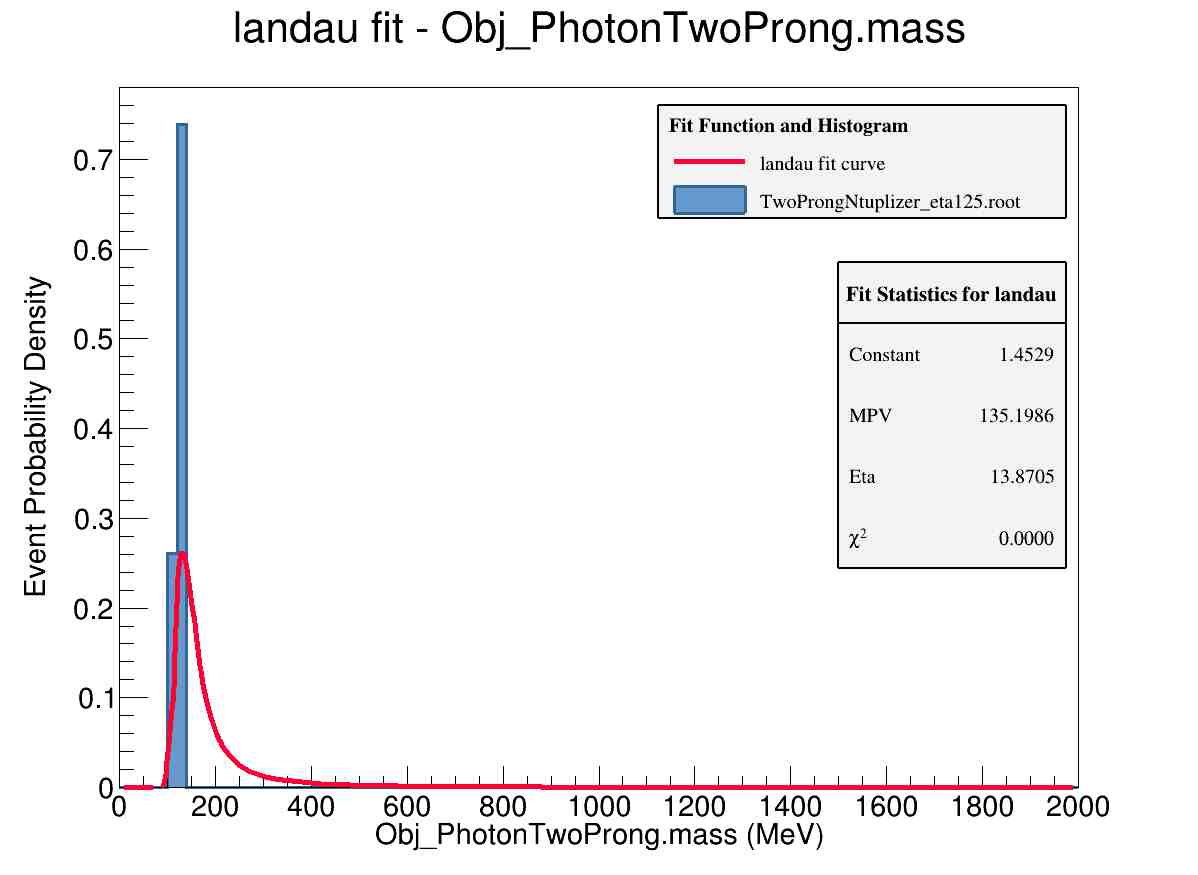 landau fit - Obj_PhotonTwoProng.mass
Fit Function and Histogram
landau fit curve
TwoProngNtuplizer_eta125.root
Fit Statistics for landau
Constant 1.4529
MPV 135.1986
Eta 13.8705
χ² 0.0000
Event Probability Density
0.7
0.6
0.5
0.4
0.3
0.2
0.1
0
0 200 400 600 800 1000 1200 1400 1600 1800 2000
Obj_PhotonTwoProng.mass (MeV)